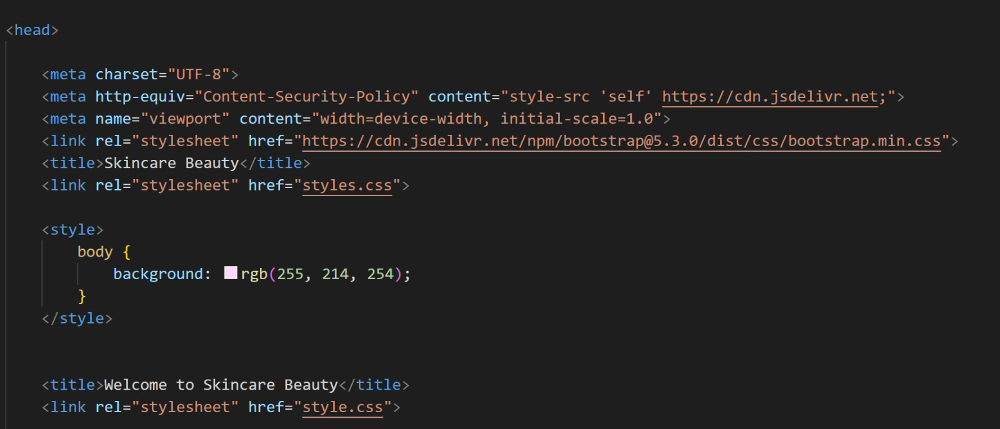 <head>
<meta charset="UTF-8">
<meta http-equiv="Content-Security-Policy" content="style-src 'self' https://cdn.jsdelivr.net;">
<meta name="viewport" content="width=device-width, initial-scale=1.0">
<link rel="stylesheet" href="https://cdn.jsdelivr.net/npm/bootstrap@5.3.0/dist/css/bootstrap.min.css">
<title>Skincare Beauty</title>
<link rel="stylesheet" href="styles.css">
<style>
body {
background: rgb(255, 214, 254);
}
</style>
<title>Welcome to Skincare Beauty</title>
<link rel="stylesheet" href="style.css">